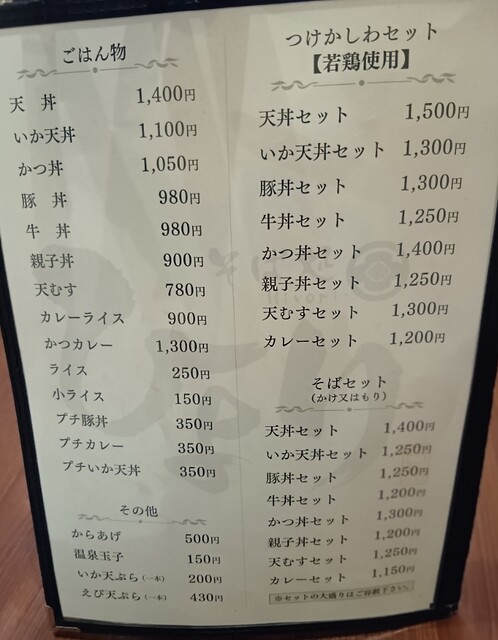 ごはん物
天　丼 1,400円
いか天丼 1,100円
かつ丼 1,050円
豚　丼 980円
牛　丼 980円
親子丼 900円
天むす 780円
カレーライス 900円
かつカレー 1,300円
ライス 250円
小ライス 150円
プチ豚丼 350円
プチカレー 350円
プチいか天丼 350円
その他
からあげ 500円
温泉玉子 150円
いか天ぷら(一本) 200円
えび天ぷら(一本) 430円
つけかしわセット
【若鶏使用】
天丼セット 1,500円
いか天丼セット 1,300円
豚丼セット 1,300円
牛丼セット 1,250円
かつ丼セット 1,400円
親子丼セット 1,250円
天むすセット 1,300円
カレーセット 1,200円
そばセット
(かけ又はもり)
天丼セット 1,400円
いか天丼セット 1,250円
豚丼セット 1,250円
牛丼セット 1,200円
かつ丼セット 1,300円
親子丼セット 1,200円
天むすセット 1,250円
カレーセット 1,150円
※セットの大盛りはご容赦下さい。